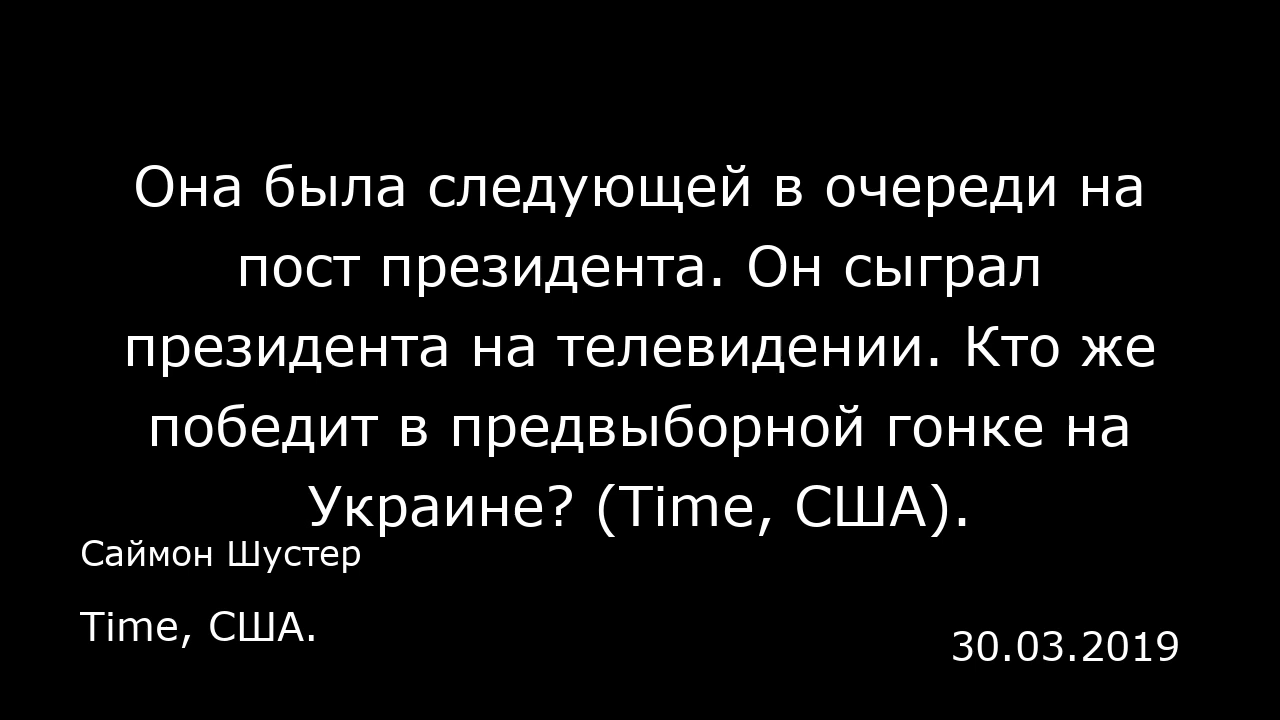 Она была следующей в очереди на
пост президента. Он сыграл
президента на телевидении. Кто же
победит в предвыборной гонке на
Украине? (Time, США).
Саймон Шустер
Time, США.
30.03.2019